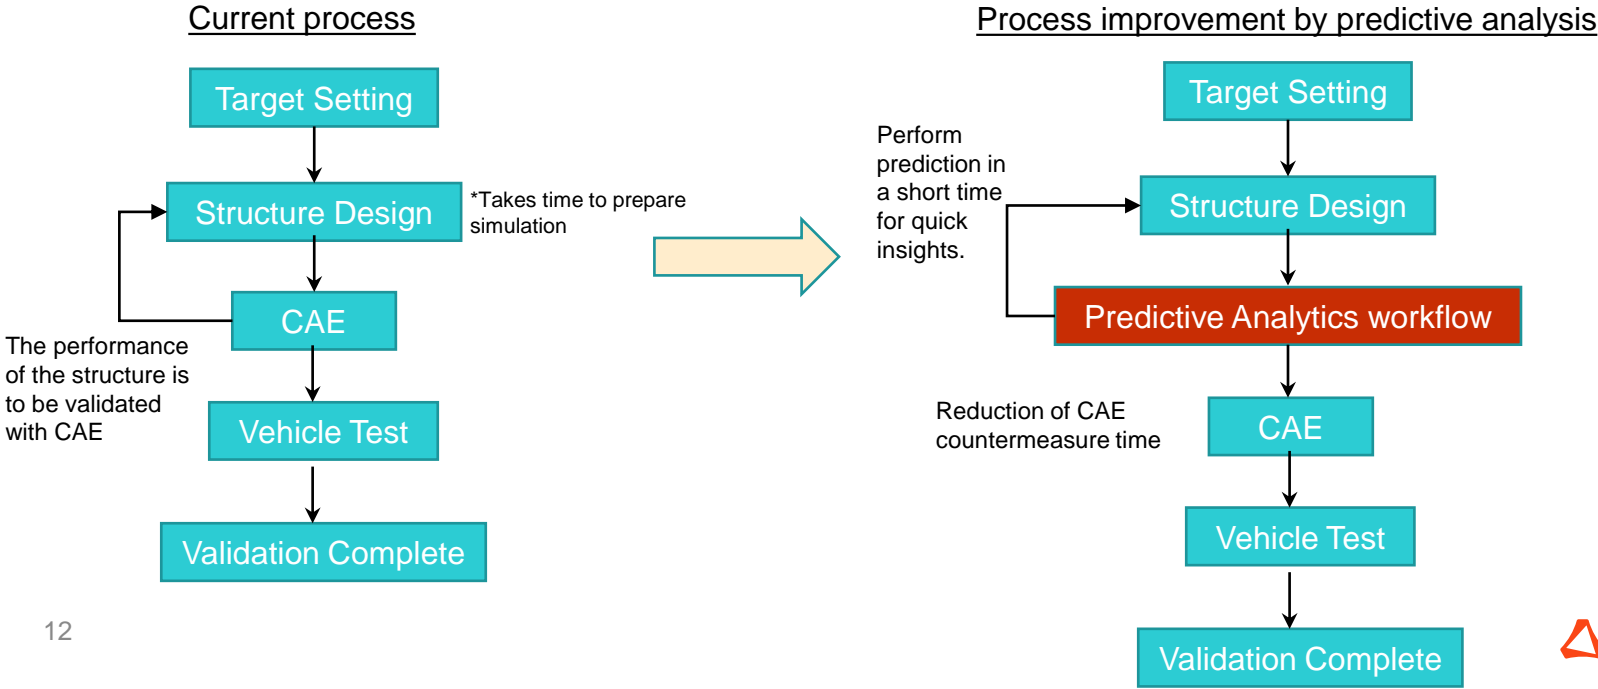 Current process
Target Setting
Structure Design
*Takes time to prepare
simulation
CAE
The performance
of the structure is
to be validated
with CAE
Vehicle Test
Validation Complete
12
Process improvement by predictive analysis
Target Setting
Perform
prediction in
a short time
for quick
insights.
Structure Design
Predictive Analytics workflow
Reduction of CAE
countermeasure time
CAE
Vehicle Test
Validation Complete